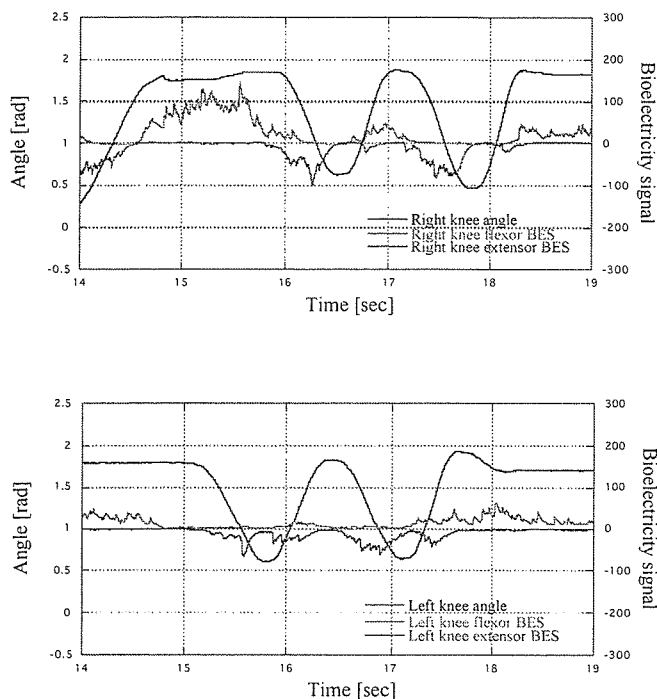 2.5 300
2 200
1.5 100
1 0
0.5 -100
0 -200
-0.5 -300
Angle [rad]
Bioelectricity signal
Right knee angle
Right knee flexor BES
Right knee extensor BES
14 15 16 17 18 19
Time [sec]
2.5 300
2 200
1.5 100
1 0
0.5 -100
0 -200
-0.5 -300
Angle [rad]
Bioelectricity signal
Left knee angle
Left knee flexor BES
Left knee extensor BES
14 15 16 17 18 19
Time [sec]